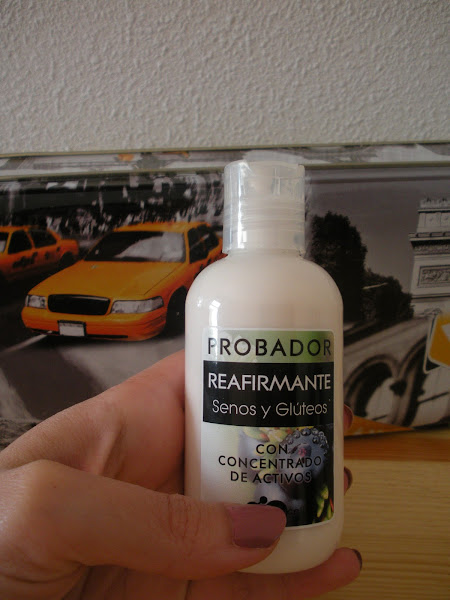 PROBADOR
REAFIRMANTE
Senos y Glúteos
CON
CONCENTRADO
DE ACTIVOS